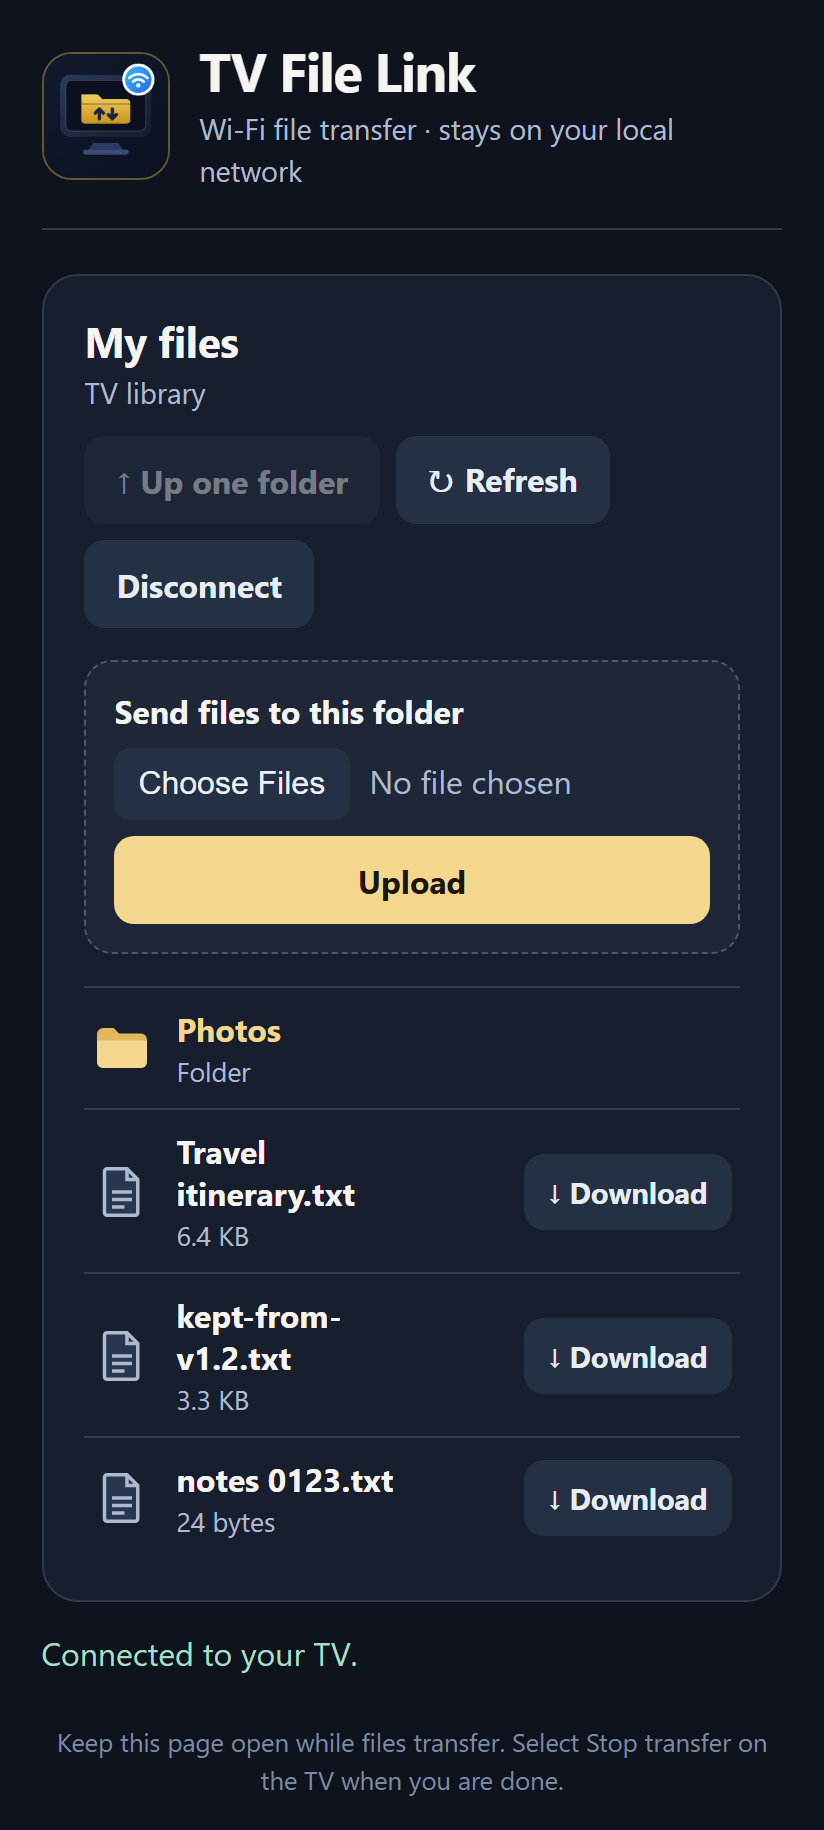 TV File Link
Wi-Fi file transfer · stays on your local
network
My files
TV library
↑ Up one folder
↻ Refresh
Disconnect
Send files to this folder
Choose Files No file chosen
Upload
Photos
Folder
Travel
itinerary.txt
6.4 KB
↓ Download
kept-from-
v1.2.txt
3.3 KB
↓ Download
notes 0123.txt
24 bytes
↓ Download
Connected to your TV.
Keep this page open while files transfer. Select Stop transfer on
the TV when you are done.